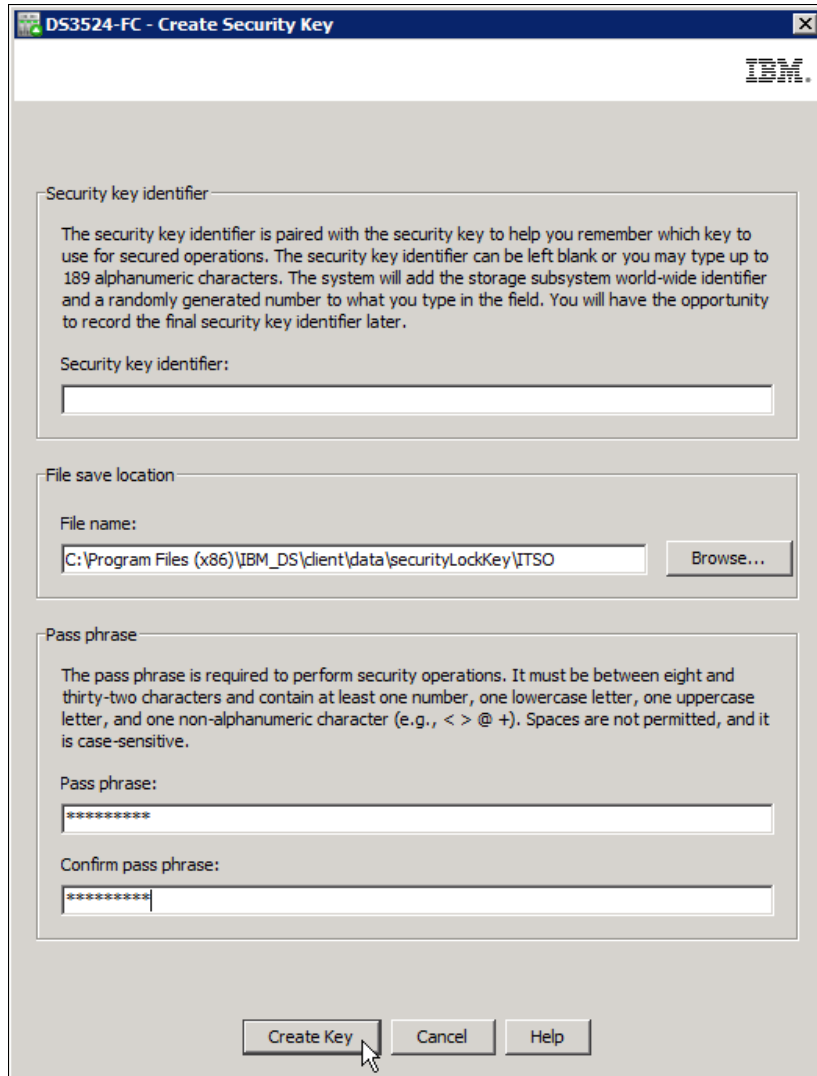 DS3524-FC - Create Security Key
IBM.
Security key identifier
The security key identifier is paired with the security key to help you remember which key to
use for secured operations. The security key identifier can be left blank or you may type up to
189 alphanumeric characters. The system will add the storage subsystem world-wide identifier
and a randomly generated number to what you type in the field. You will have the opportunity
to record the final security key identifier later.
Security key identifier:
File save location
File name:
C:\Program Files (x86)\IBM_DS\client\data\securityLockKey\ITSO
Browse...
Pass phrase
The pass phrase is required to perform security operations. It must be between eight and
thirty-two characters and contain at least one number, one lowercase letter, one uppercase
letter, and one non-alphanumeric character (e.g., < > @ +). Spaces are not permitted, and it
is case-sensitive.
Pass phrase:
*********
Confirm pass phrase:
*********
Create Key
Cancel
Help